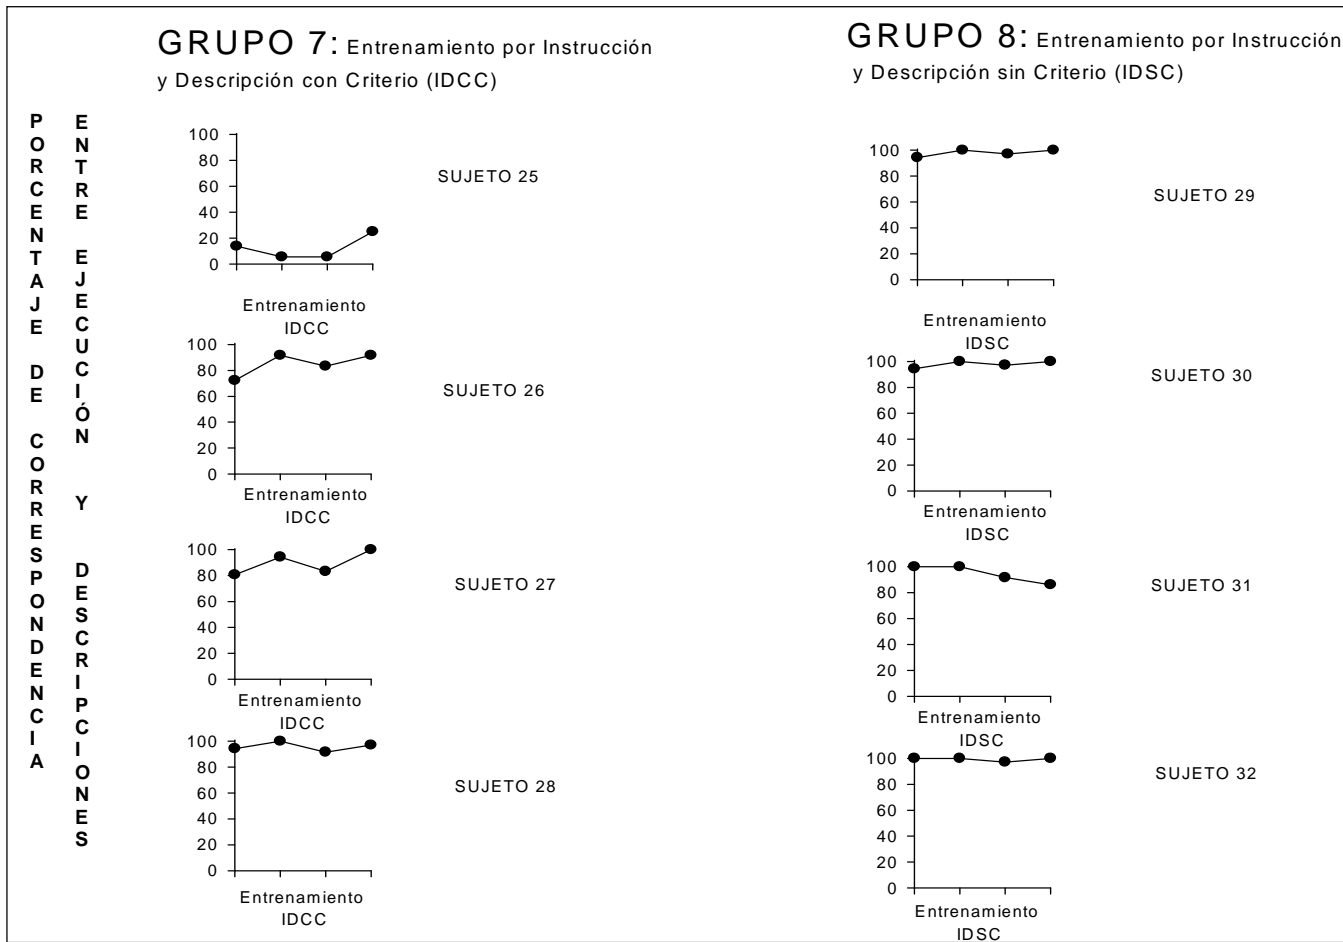 GRUPO 7: Entrenamiento por Instrucción
y Descripción con Criterio (IDCC)
GRUPO 8: Entrenamiento por Instrucción
y Descripción sin Criterio (IDSC)
PORCENTAJE DE CORRESPONDENCIA
ENTRE EJECUCIÓN Y DESCRIPCIONES
100
80
60
40
20
0
SUJETO 25
Entrenamiento
IDCC
100
80
60
40
20
0
SUJETO 26
Entrenamiento
IDCC
100
80
60
40
20
0
SUJETO 27
Entrenamiento
IDCC
100
80
60
40
20
0
SUJETO 28
Entrenamiento
IDCC
100
80
60
40
20
0
SUJETO 29
Entrenamiento
IDSC
100
80
60
40
20
0
SUJETO 30
Entrenamiento
IDSC
100
80
60
40
20
0
SUJETO 31
Entrenamiento
IDSC
100
80
60
40
20
0
SUJETO 32
Entrenamiento
IDSC